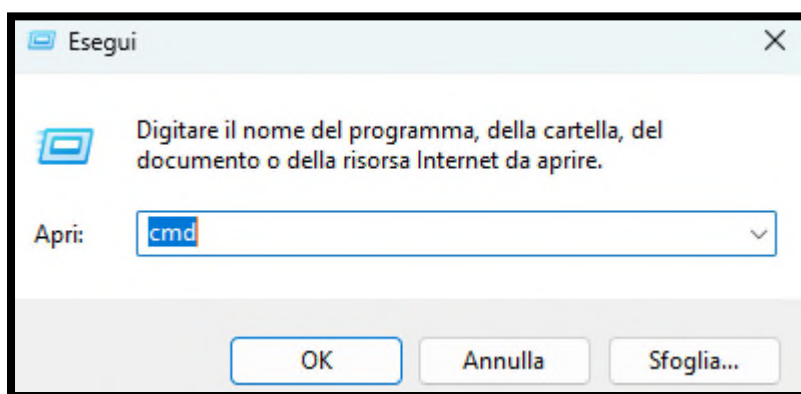 Esegui
Digitare il nome del programma, della cartella, del
documento o della risorsa Internet da aprire.
Apri: cmd
OK Annulla Sfoglia...